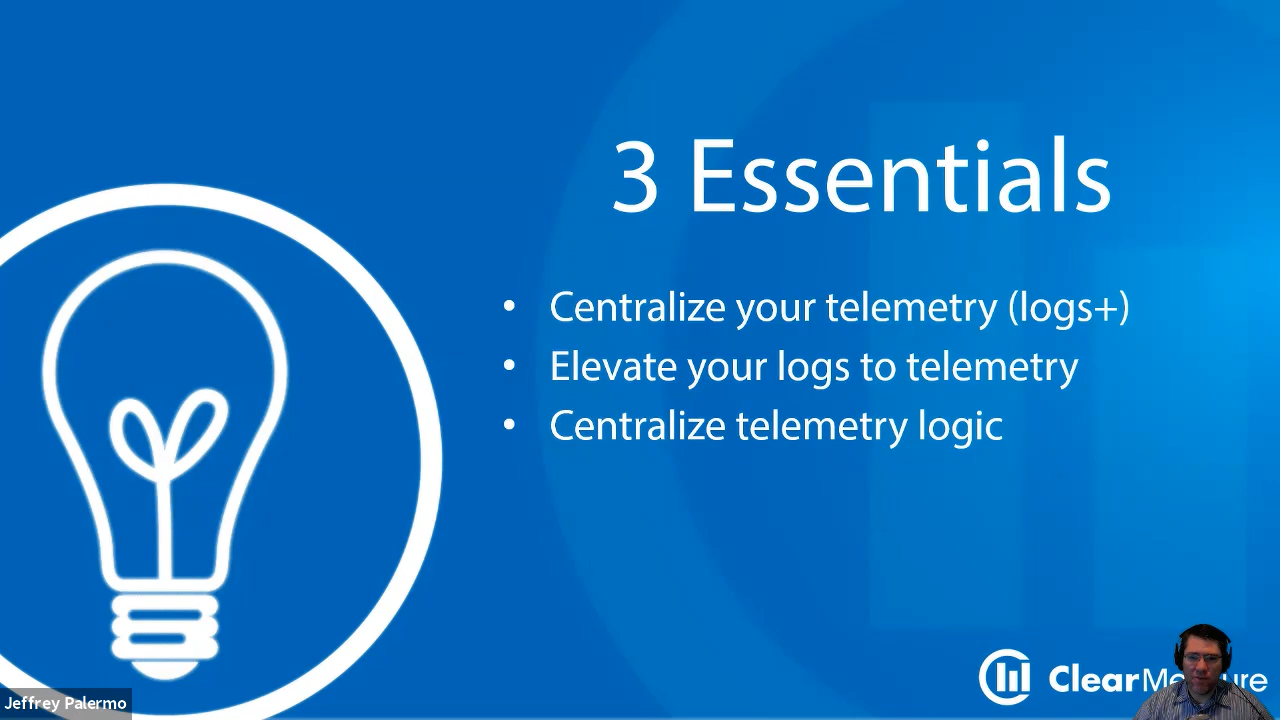 3 Essentials
• Centralize your telemetry (logs+)
• Elevate your logs to telemetry
• Centralize telemetry logic
Jeffrey Palermo